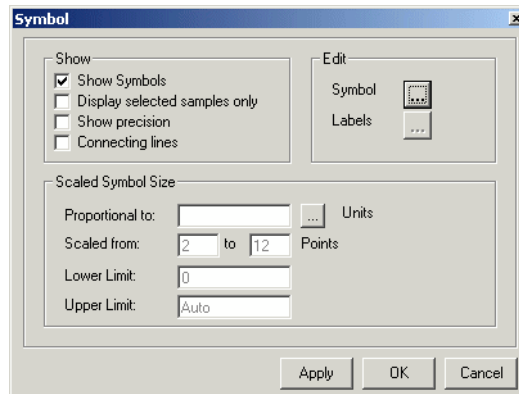 Symbol
Show
Show Symbols
Display selected samples only
Show precision
Connecting lines
Edit
Symbol ...
Labels ...
Scaled Symbol Size
Proportional to: ... Units
Scaled from: 2 to 12 Points
Lower Limit: 0
Upper Limit: Auto
Apply OK Cancel